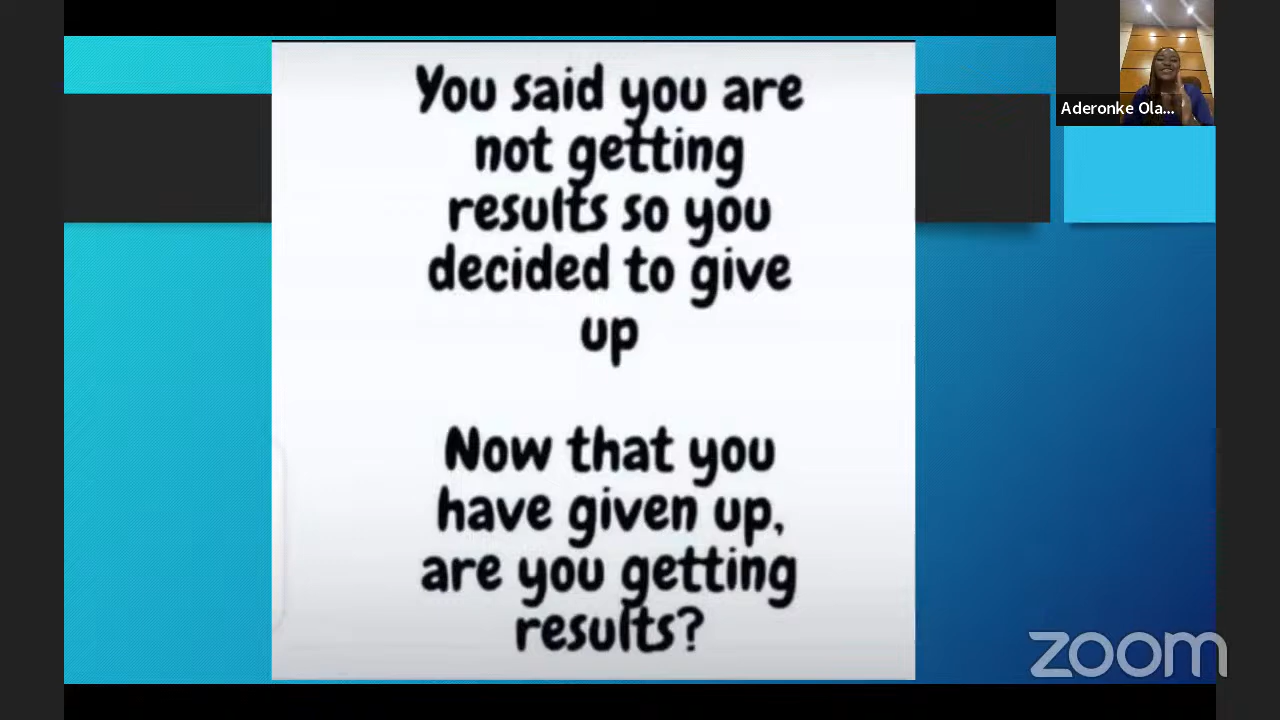 Aderonke Ola...
You said you are
not getting
results so you
decided to give
up
Now that you
have given up,
are you getting
results?
zoom